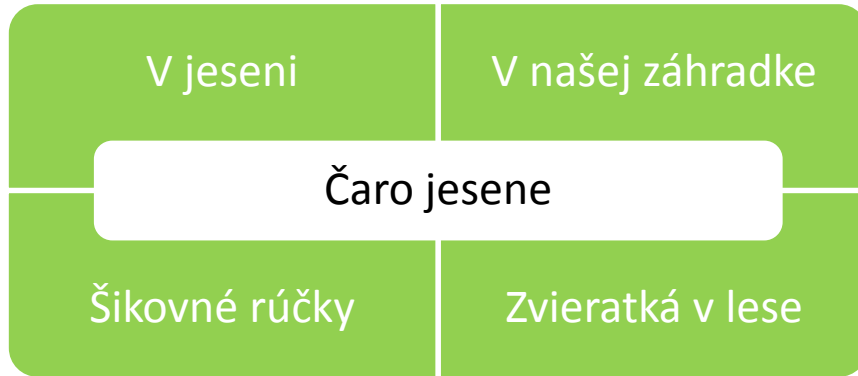 V jeseni
V našej záhradke
Čaro jesene
Šikovné rúčky
Zvieratká v lese